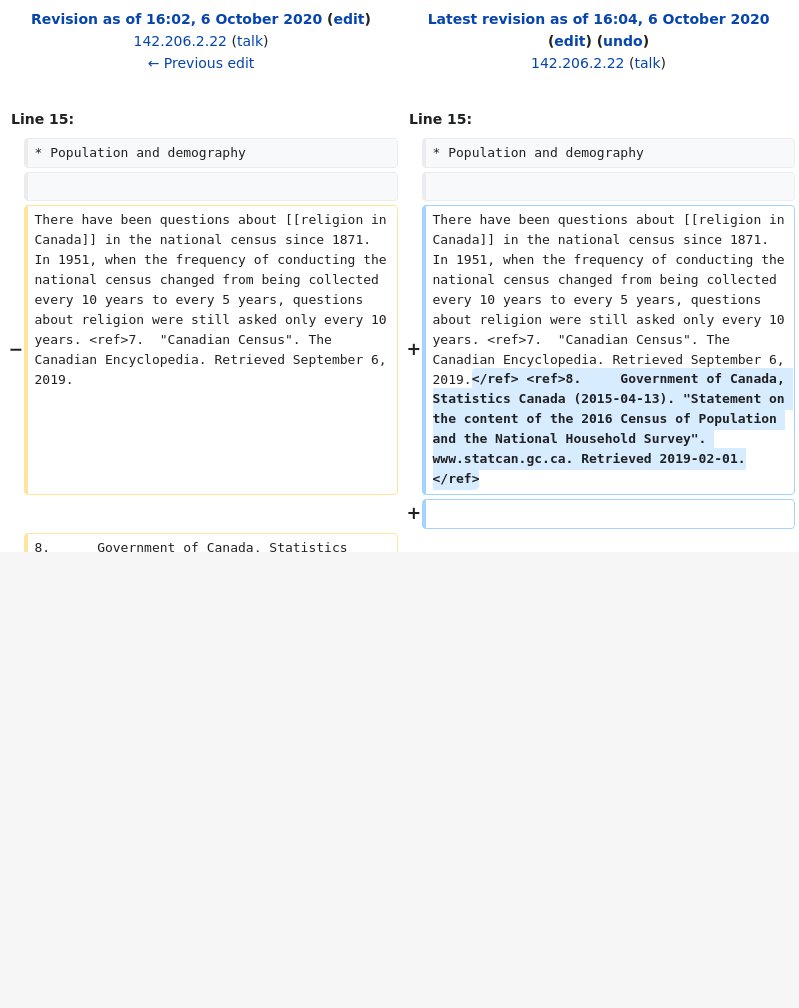 Revision as of 16:02, 6 October 2020 (edit)
142.206.2.22 (talk)
← Previous edit
Latest revision as of 16:04, 6 October 2020
(edit) (undo)
142.206.2.22 (talk)
Line 15:
Line 15:
* Population and demography
* Population and demography
−
There have been questions about [[religion in
Canada]] in the national census since 1871.
In 1951, when the frequency of conducting the
national census changed from being collected
every 10 years to every 5 years, questions
about religion were still asked only every 10
years. <ref>7.  "Canadian Census". The
Canadian Encyclopedia. Retrieved September 6,
2019.
+
There have been questions about [[religion in
Canada]] in the national census since 1871.
In 1951, when the frequency of conducting the
national census changed from being collected
every 10 years to every 5 years, questions
about religion were still asked only every 10
years. <ref>7.  "Canadian Census". The
Canadian Encyclopedia. Retrieved September 6,
2019.</ref> <ref>8.     Government of Canada,
Statistics Canada (2015-04-13). "Statement on
the content of the 2016 Census of Population
and the National Household Survey".
www.statcan.gc.ca. Retrieved 2019-02-01.
</ref>
+
8.      Government of Canada, Statistics